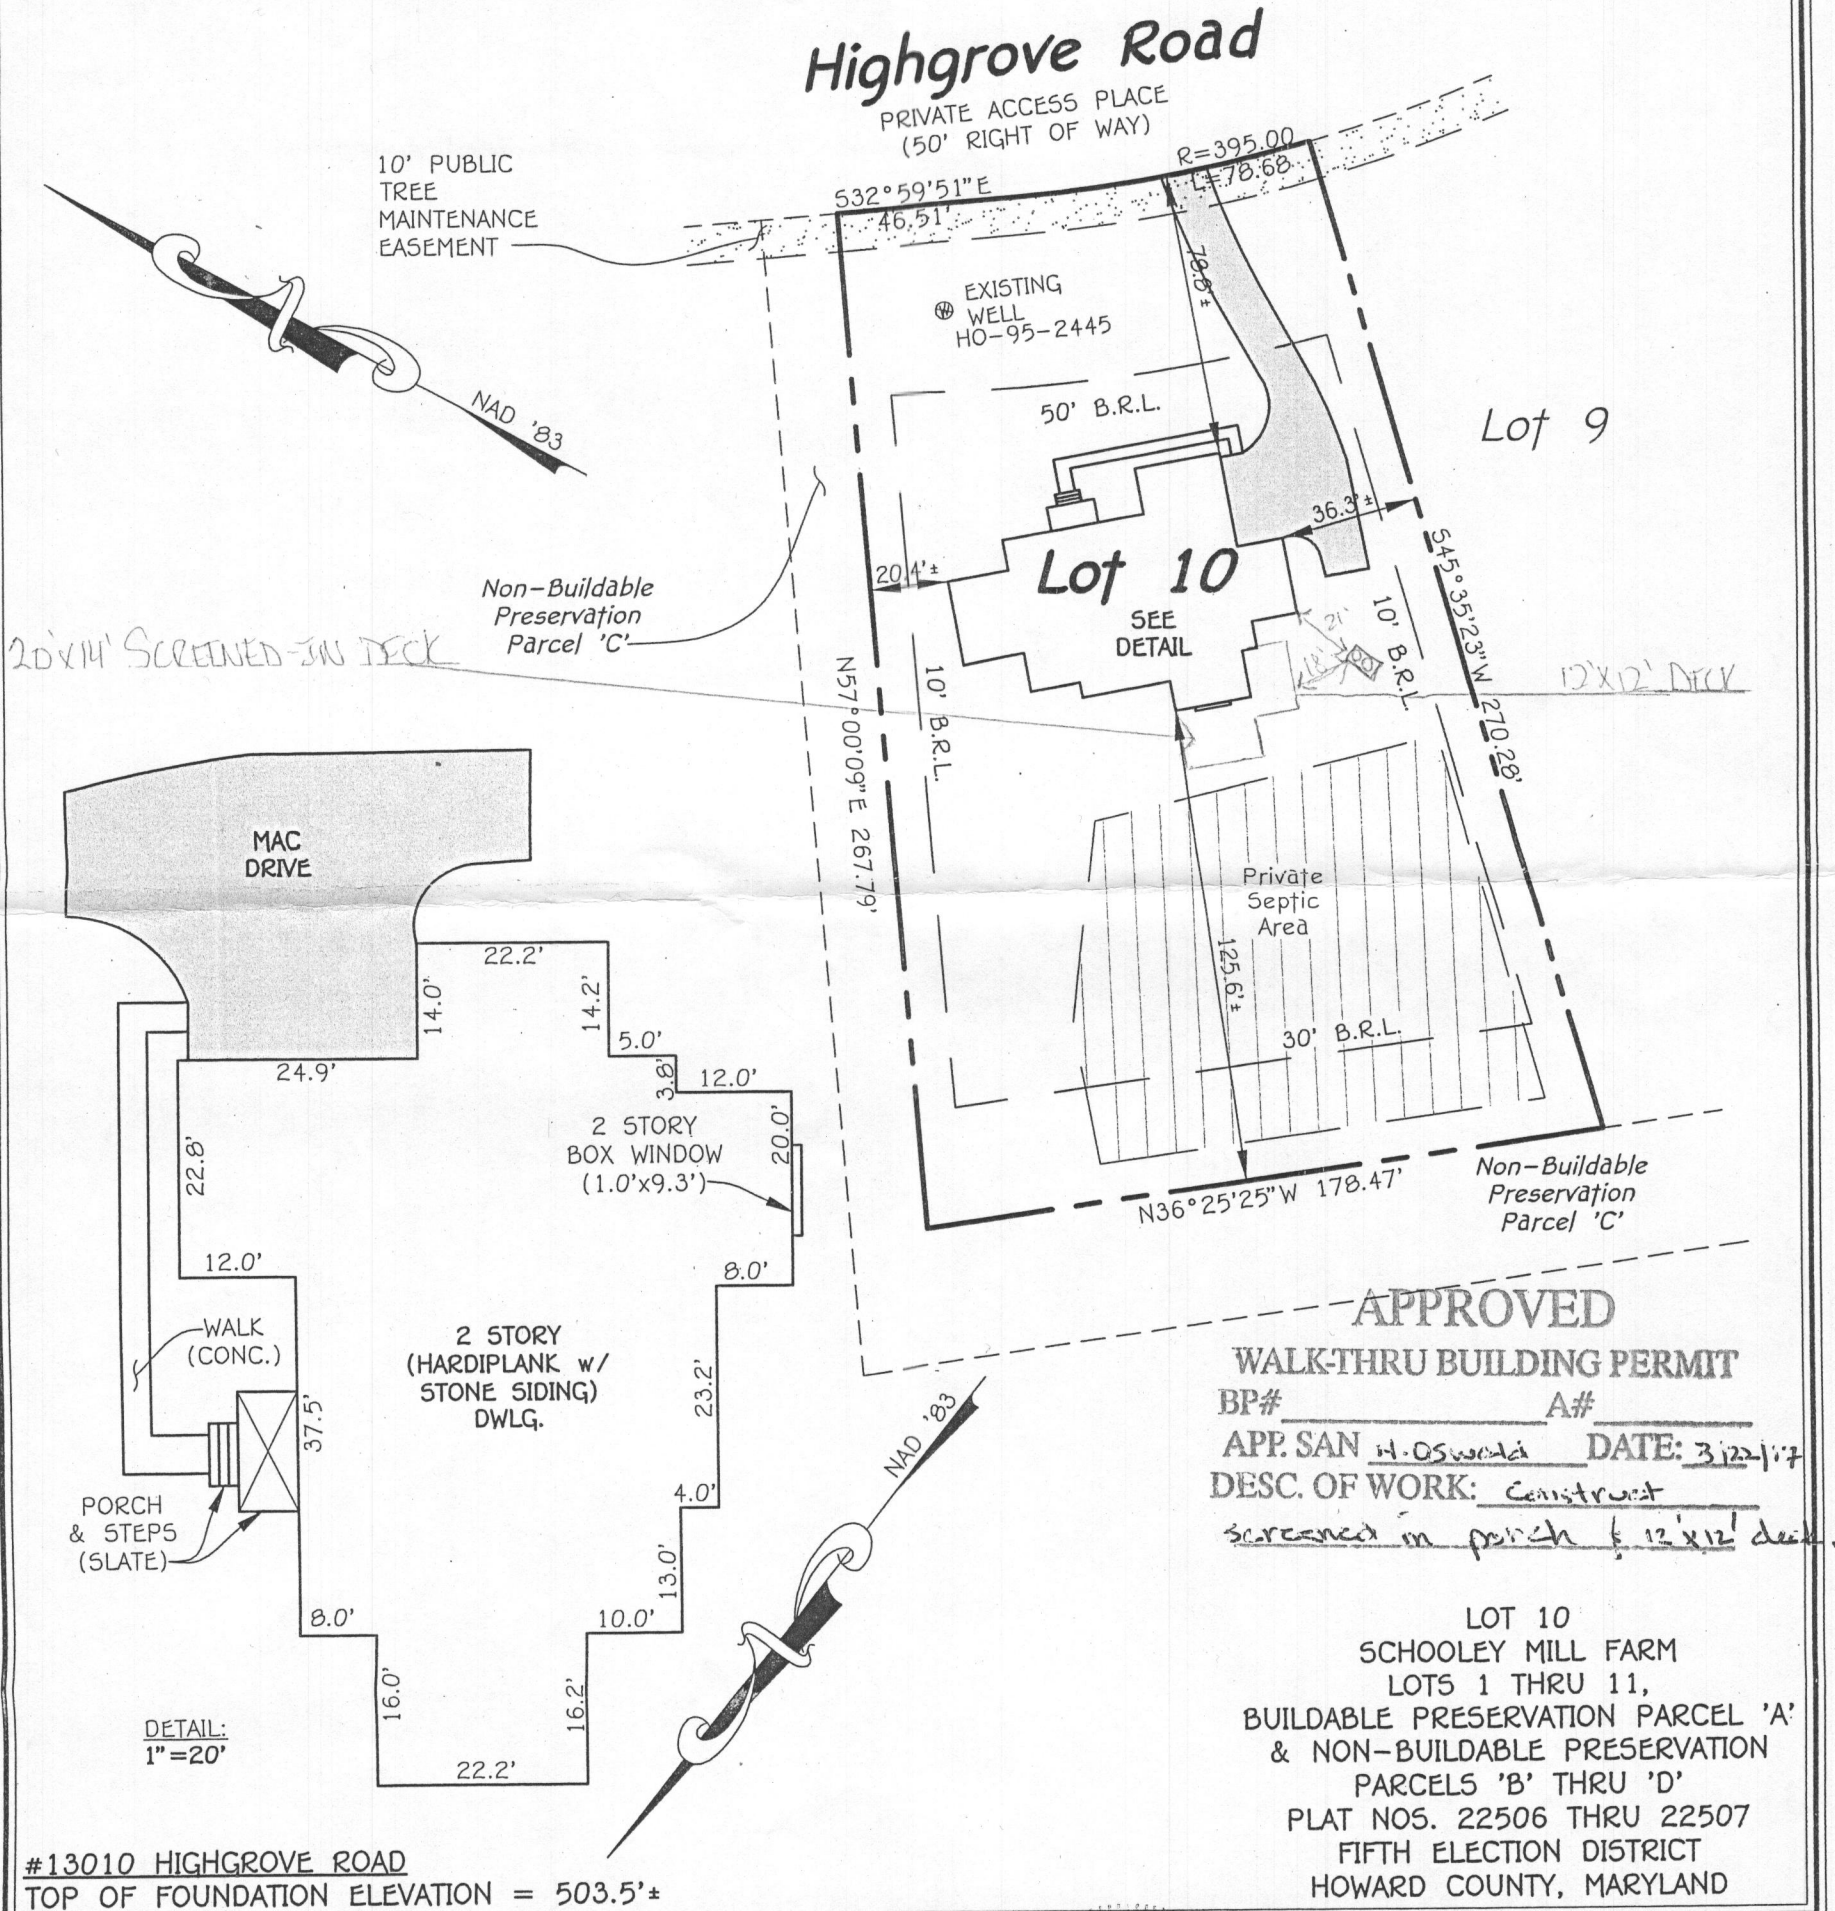 Highgrove Road
PRIVATE ACCESS PLACE
(50' RIGHT OF WAY)
R=395.00
L=78.68
S32°59'51"E
46.51'
10' PUBLIC
TREE
MAINTENANCE
EASEMENT
NAD '83
EXISTING
WELL
HO-95-2445
W
78.8'±
50' B.R.L.
Lot 9
36.3'±
20.4'±
Lot 10
SEE
DETAIL
Non-Buildable
Preservation
Parcel 'C'
20'X14' SCREENED-IN DECK
21'
18'
12'X12' DECK
10' B.R.L.
S45°35'23"W 270.28'
10' B.R.L.
N57°00'09"E 267.79'
Private
Septic
Area
125.6'±
30' B.R.L.
N36°25'25"W 178.47'
Non-Buildable
Preservation
Parcel 'C'
MAC
DRIVE
22.2'
14.0'
14.2'
5.0'
3.8'
12.0'
24.9'
2 STORY
BOX WINDOW
(1.0'x9.3')
20.0'
22.8'
12.0'
8.0'
WALK
(CONC.)
2 STORY
(HARDIPLANK w/
STONE SIDING)
DWLG.
23.2'
37.5'
4.0'
PORCH
& STEPS
(SLATE)
13.0'
8.0'
10.0'
16.0'
16.2'
22.2'
DETAIL:
1"=20'
NAD '83
APPROVED
WALK-THRU BUILDING PERMIT
BP# A#
APP. SAN H. Oswald DATE: 3/22/17
DESC. OF WORK: Construct
screened in porch & 12'x12' deck.
LOT 10
SCHOOLEY MILL FARM
LOTS 1 THRU 11,
BUILDABLE PRESERVATION PARCEL 'A'
& NON-BUILDABLE PRESERVATION
PARCELS 'B' THRU 'D'
PLAT NOS. 22506 THRU 22507
FIFTH ELECTION DISTRICT
HOWARD COUNTY, MARYLAND
#13010 HIGHGROVE ROAD
TOP OF FOUNDATION ELEVATION = 503.5'±